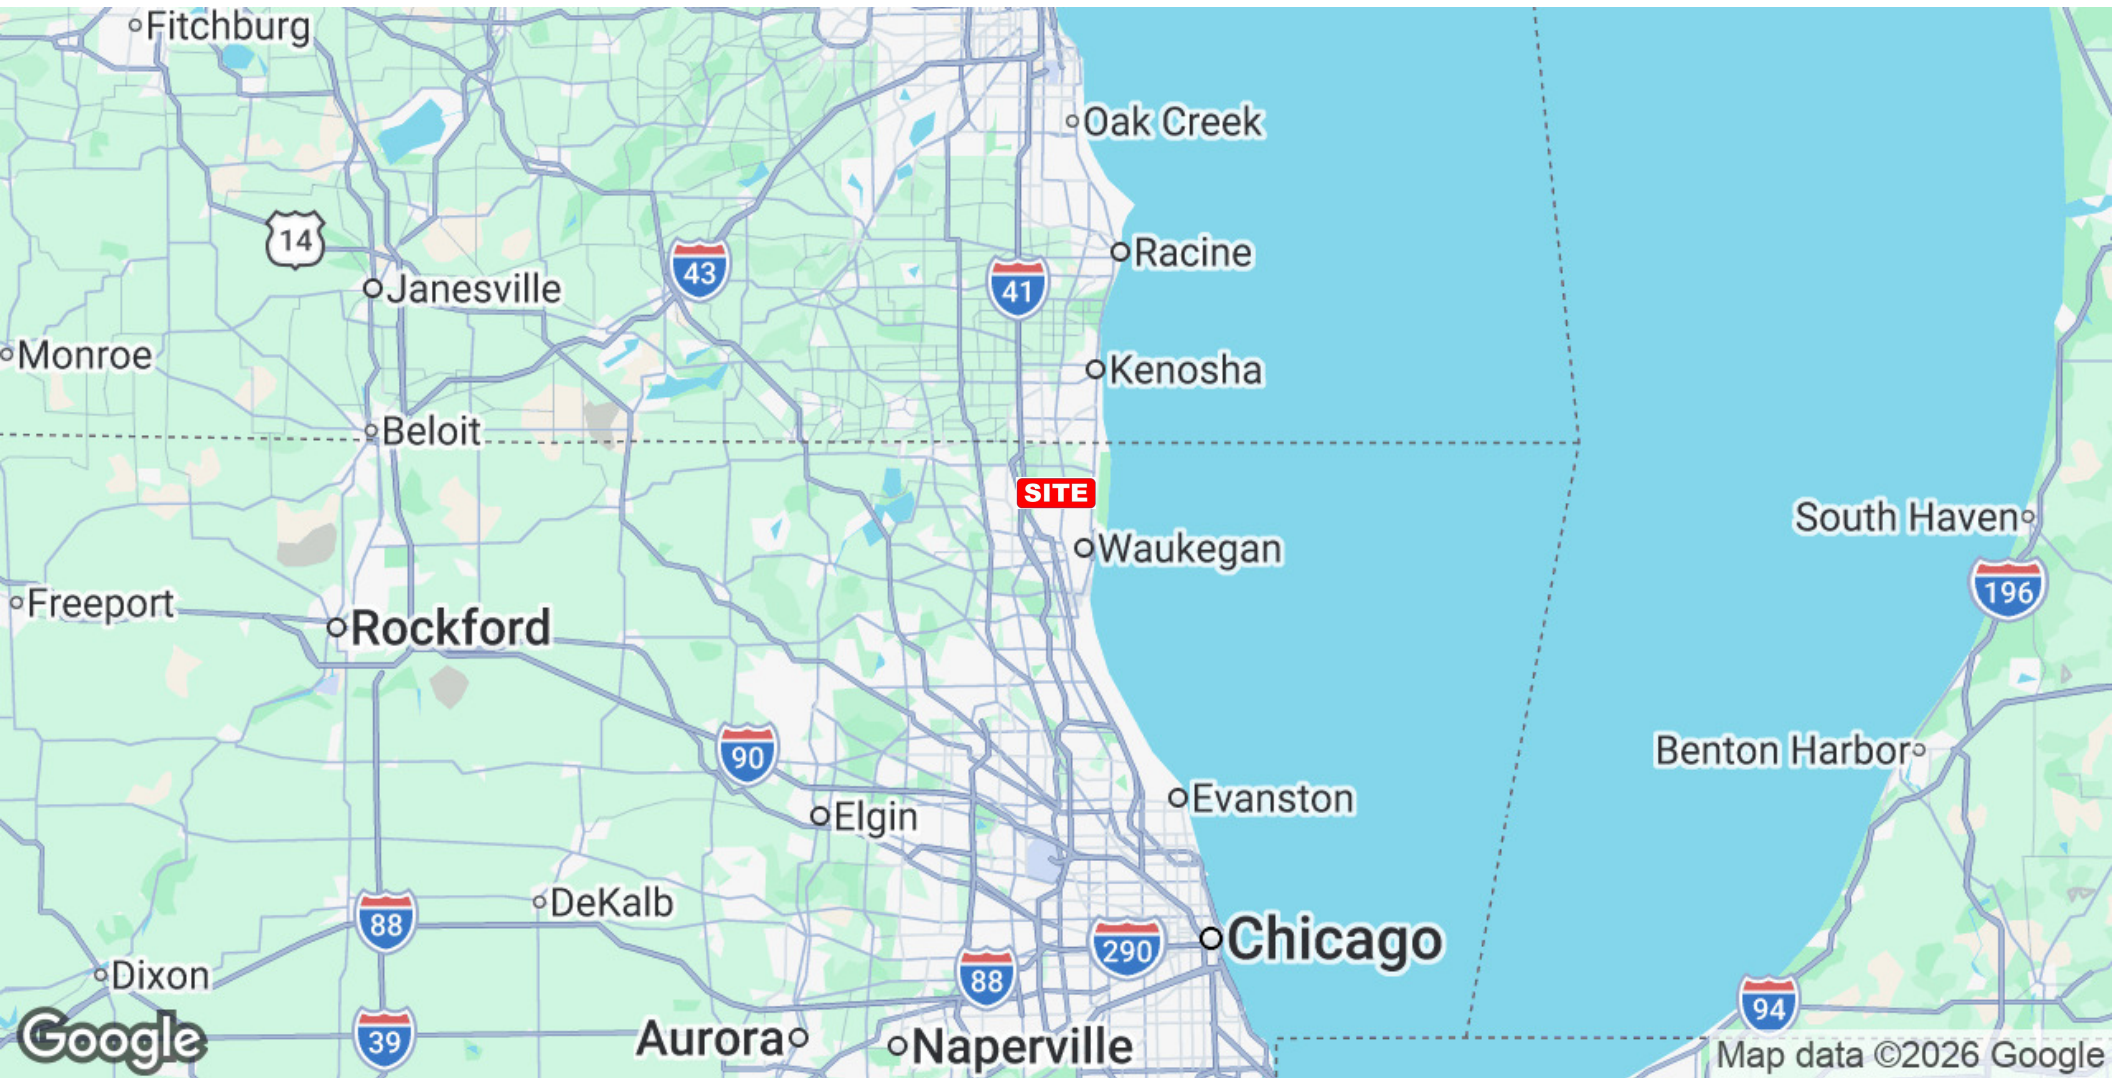 Fitchburg
Oak Creek
14
43
Racine
41
Janesville
Monroe
Kenosha
Beloit
SITE
South Haven
Waukegan
196
Freeport
Rockford
90
Benton Harbor
Elgin
Evanston
88
DeKalb
290
Chicago
Dixon
88
94
Google
39
Aurora
Naperville
Map data ©2026 Google